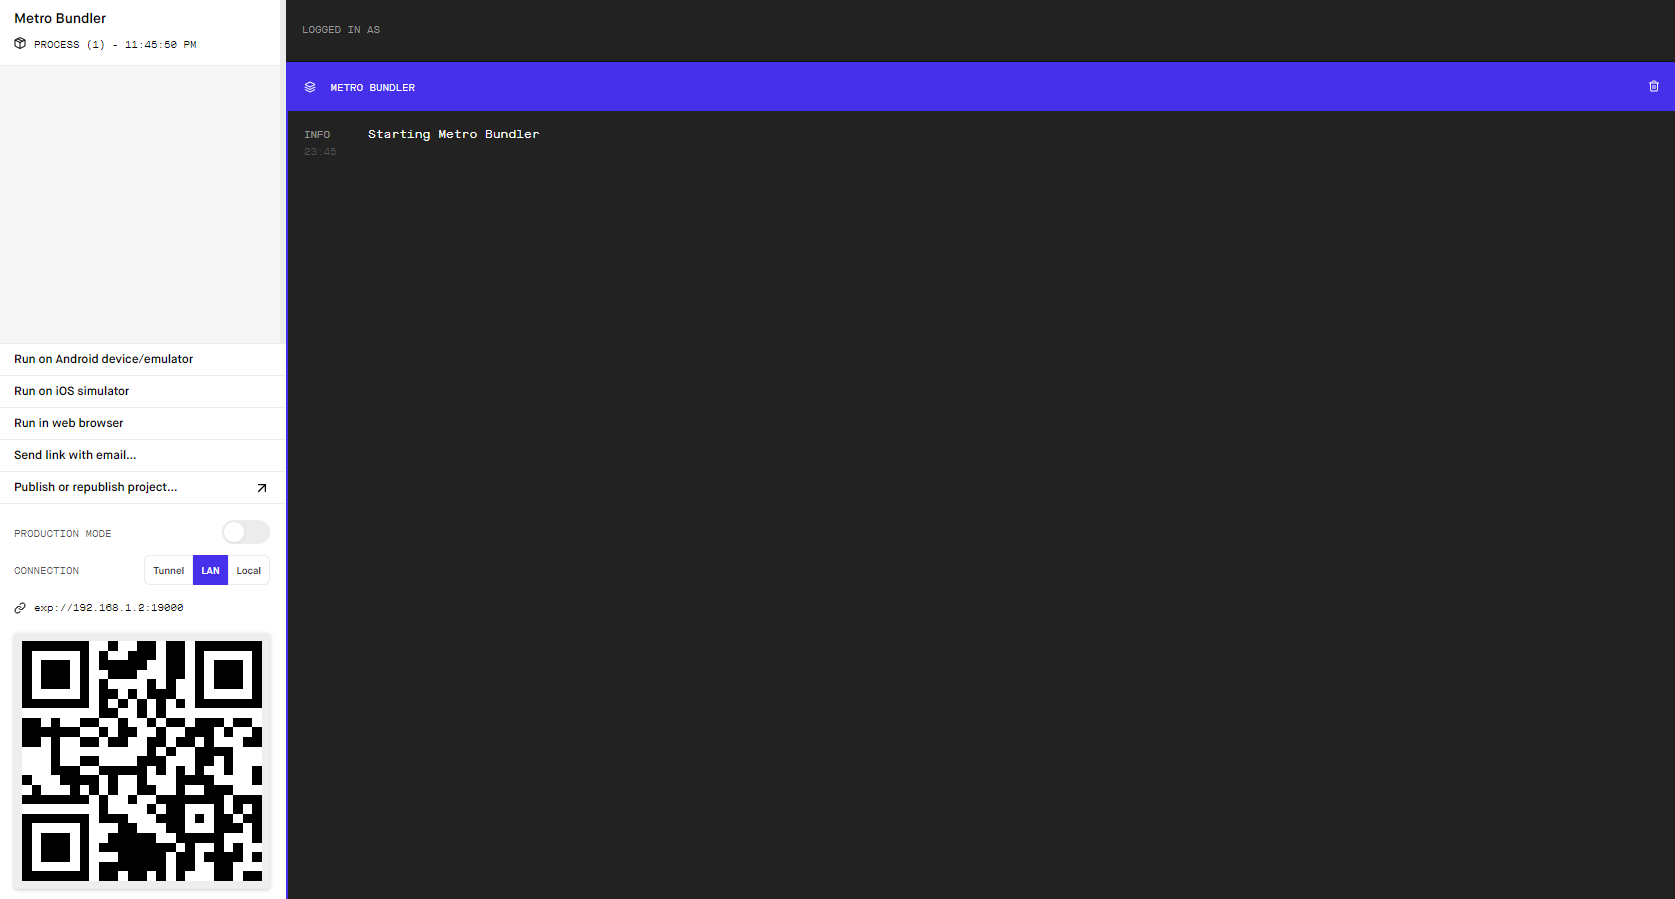 Metro Bundler
PROCESS (1) - 11:45:50 PM
Run on Android device/emulator
Run on iOS simulator
Run in web browser
Send link with email...
Publish or republish project...
PRODUCTION MODE
CONNECTION Tunnel LAN Local
exp://192.168.1.2:19000
LOGGED IN AS
METRO BUNDLER
INFO Starting Metro Bundler
23:45